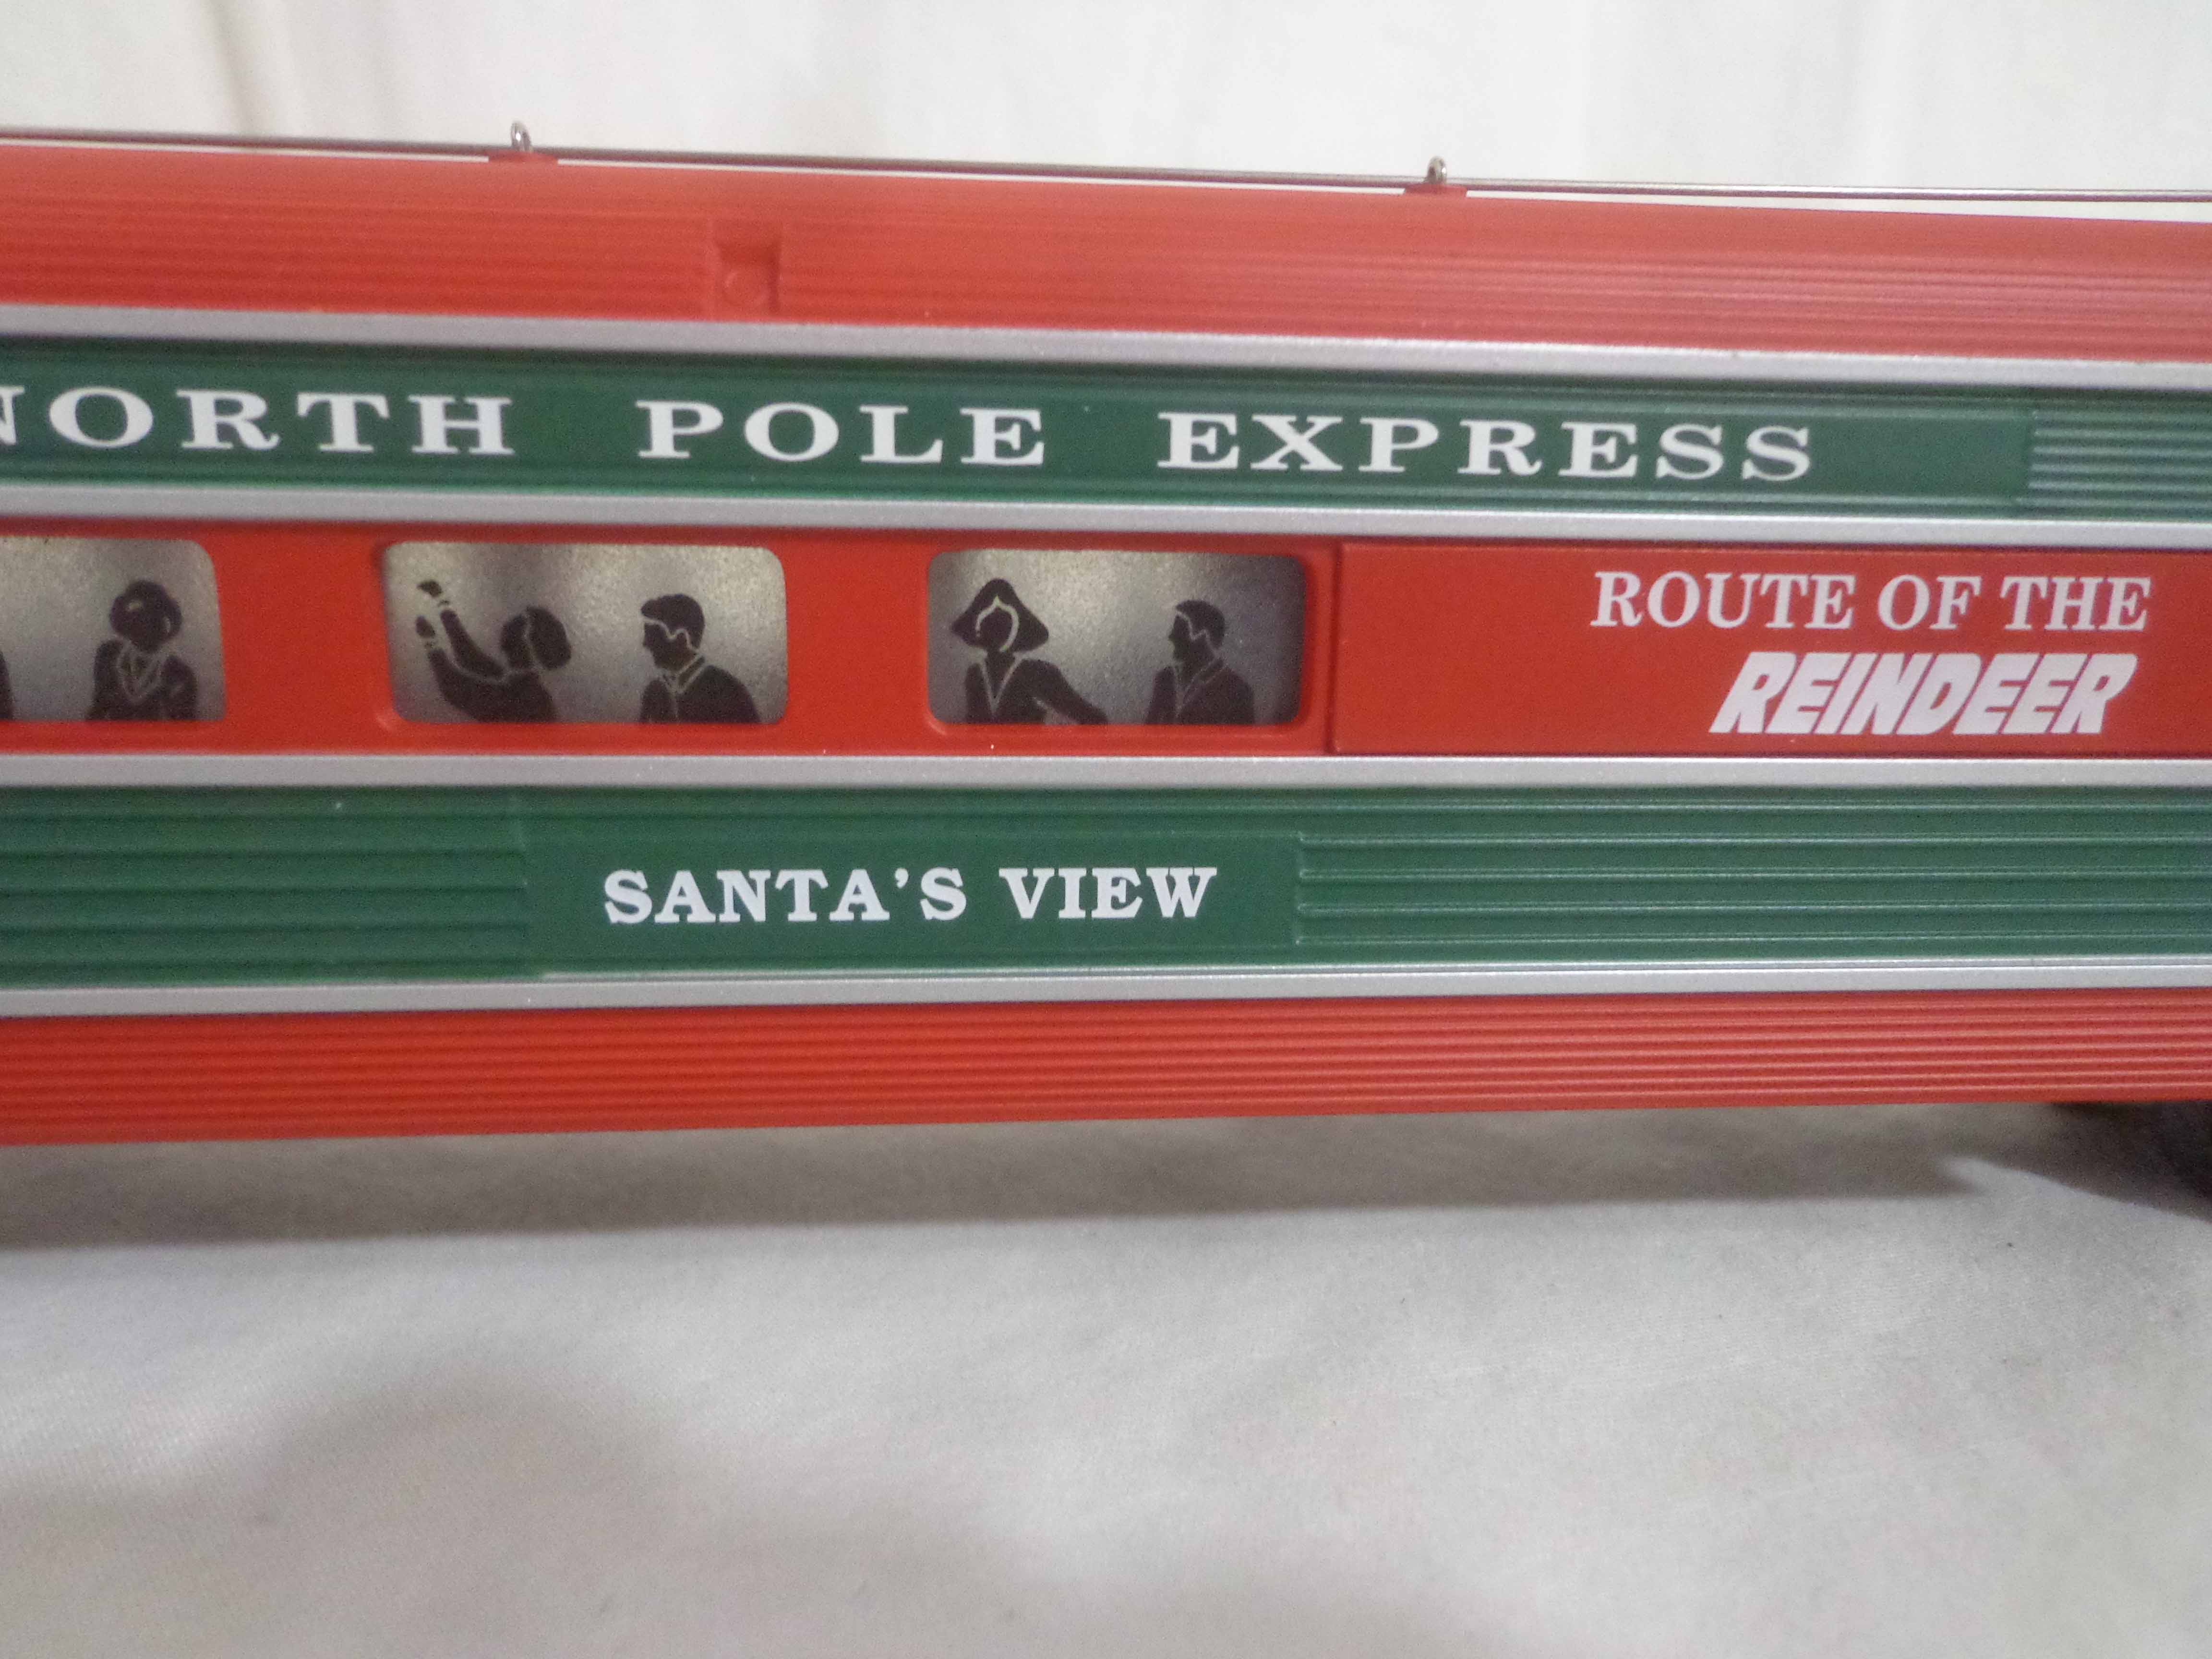 NORTH POLE EXPRESS
ROUTE OF THE
REINDEER
SANTA'S VIEW